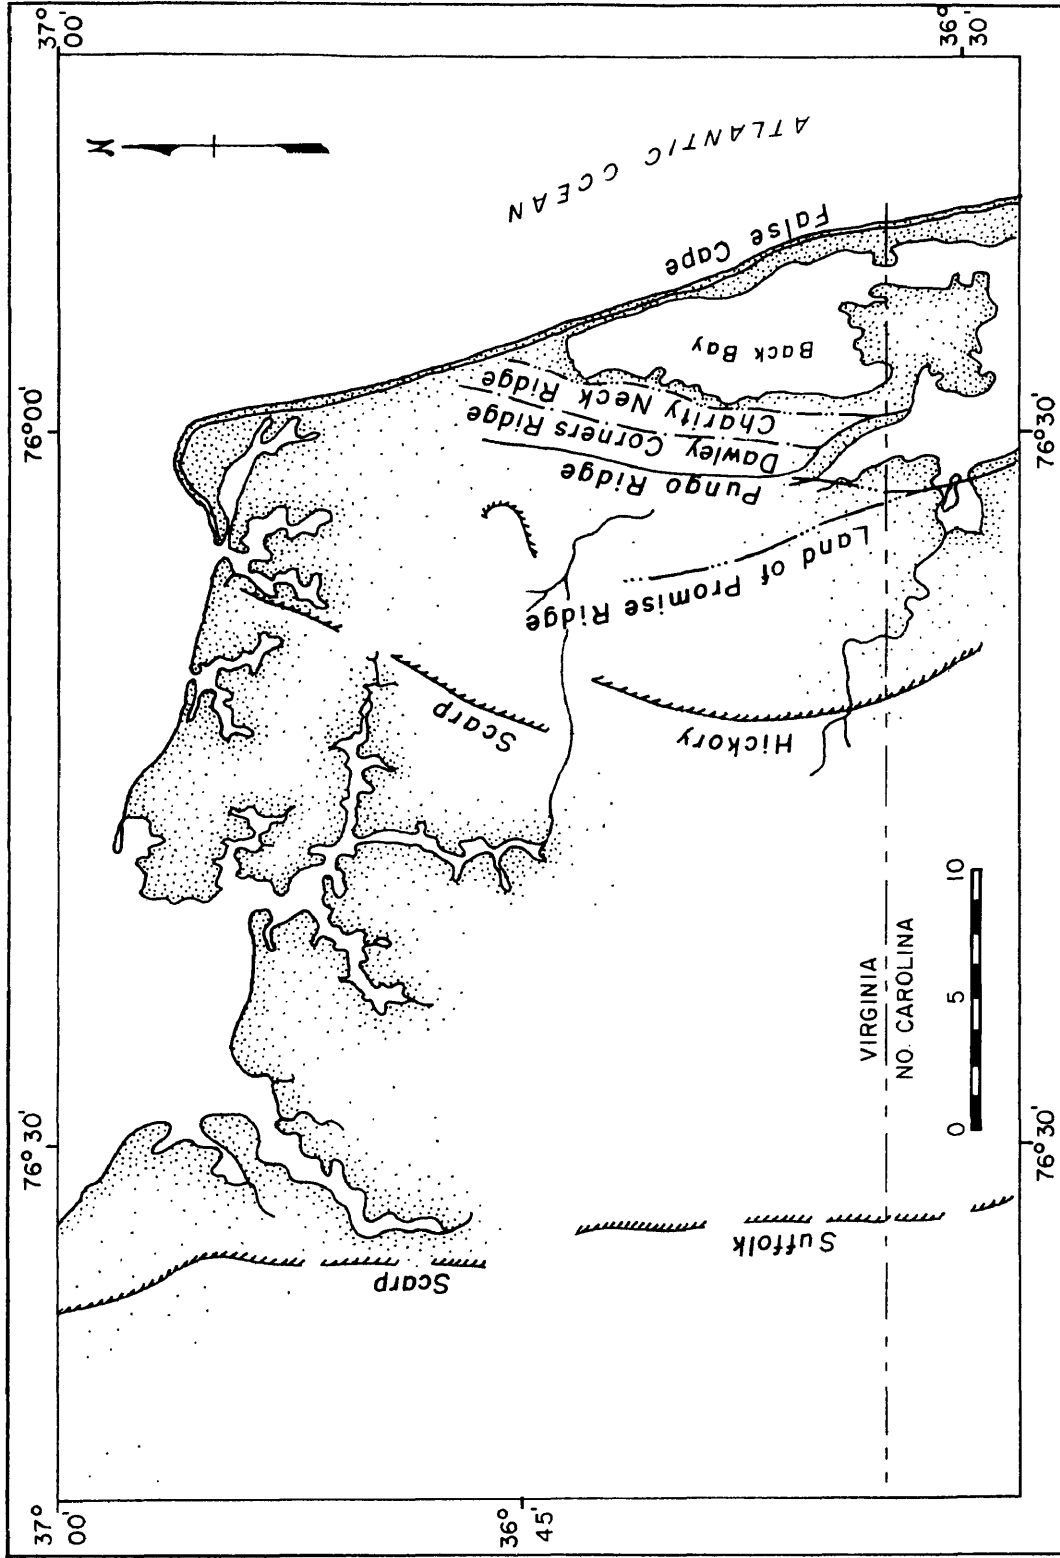 37°
00'
76°30'
76°00'
37°
00'
N
ATLANTIC OCEAN
False Cape
Back Bay
Charity Neck Ridge
Dawley Corners Ridge
Pungo Ridge
Land of Promise Ridge
Hickory
Scarp
Suffolk
Scarp
VIRGINIA
NO. CAROLINA
0 5 10
36°
45'
76°30'
76°30'
36°
30'